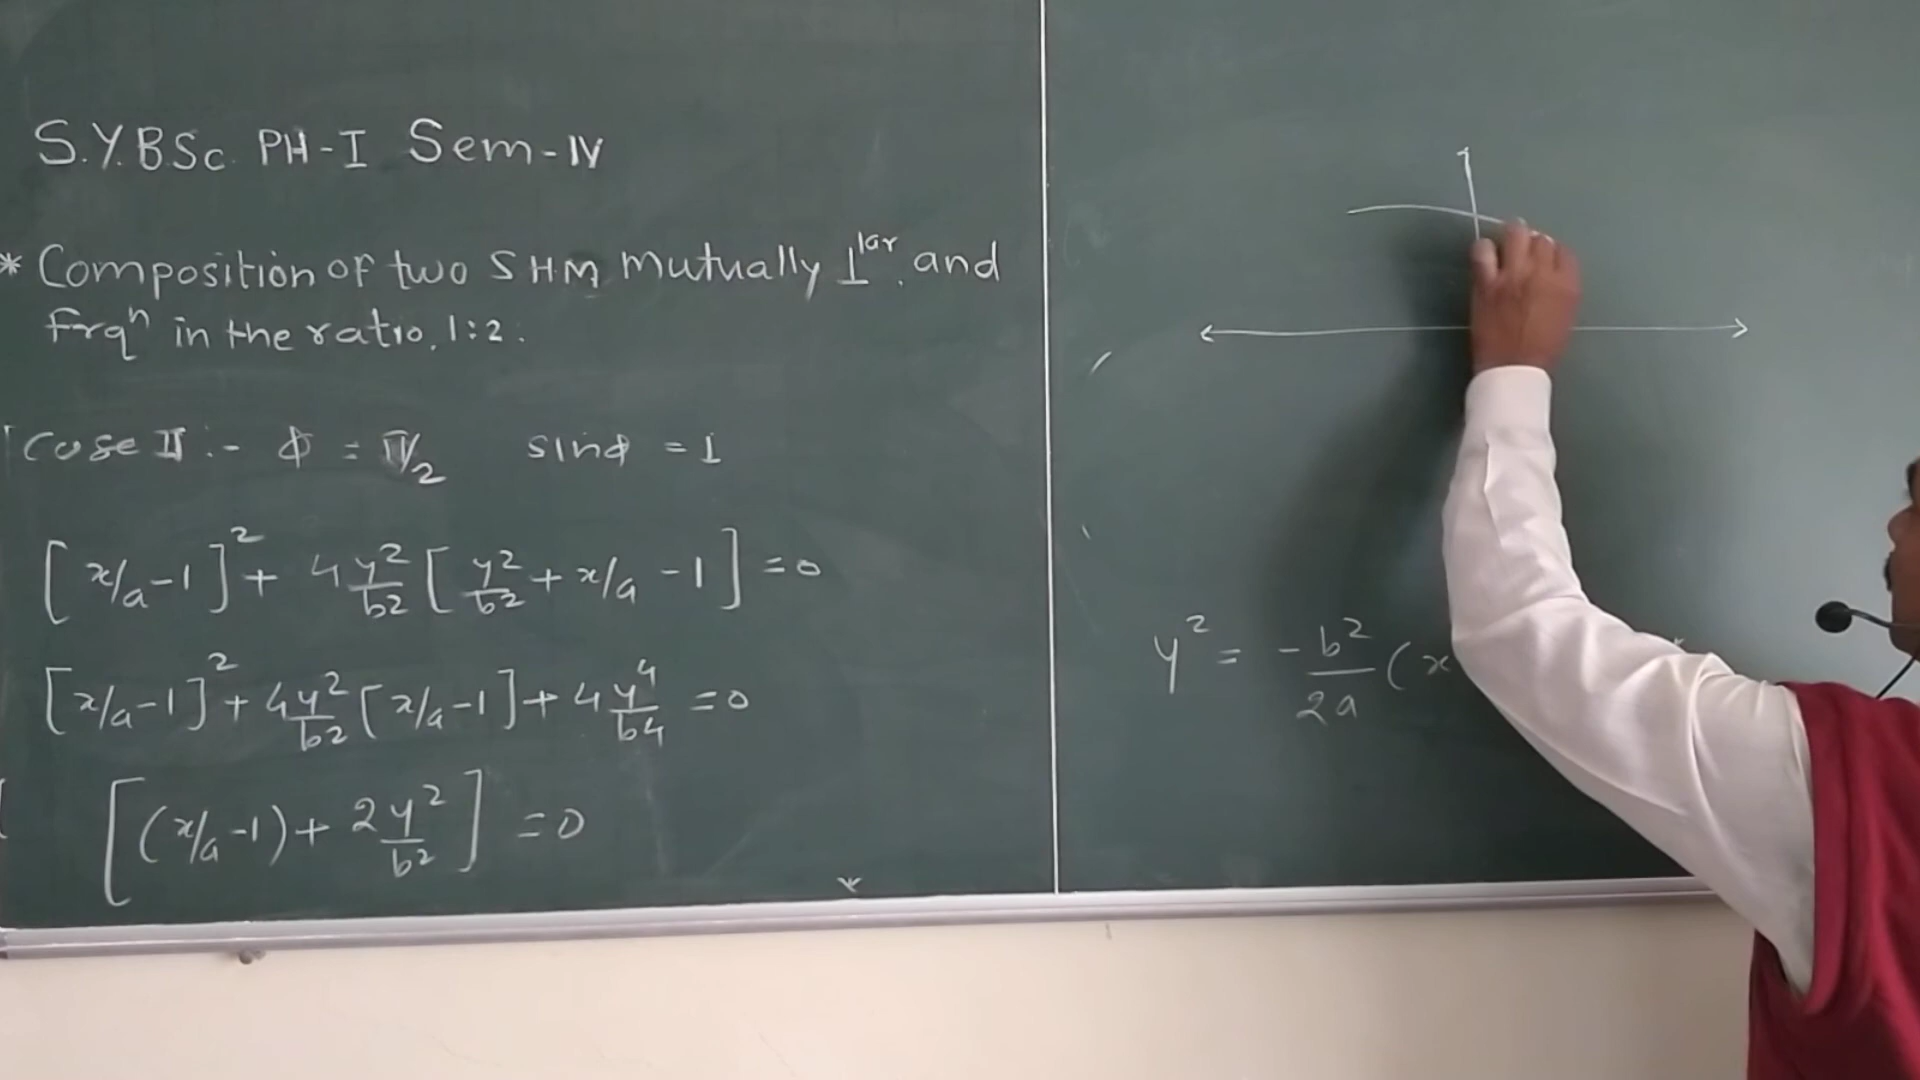 S.Y.BSc. PH-I Sem-IV
* Composition of two SHM mutually ⊥lar. and
Frqn in the ratio. 1:2.
Case II :- φ = π/2 sinφ = 1
[x/a-1]² + 4y²/b² [y²/b² + x/a - 1] = 0
[x/a-1]² + 4y²/b² [x/a-1] + 4y⁴/b⁴ = 0
[(x/a-1) + 2y²/b²] = 0
y² = -b²/2a (x